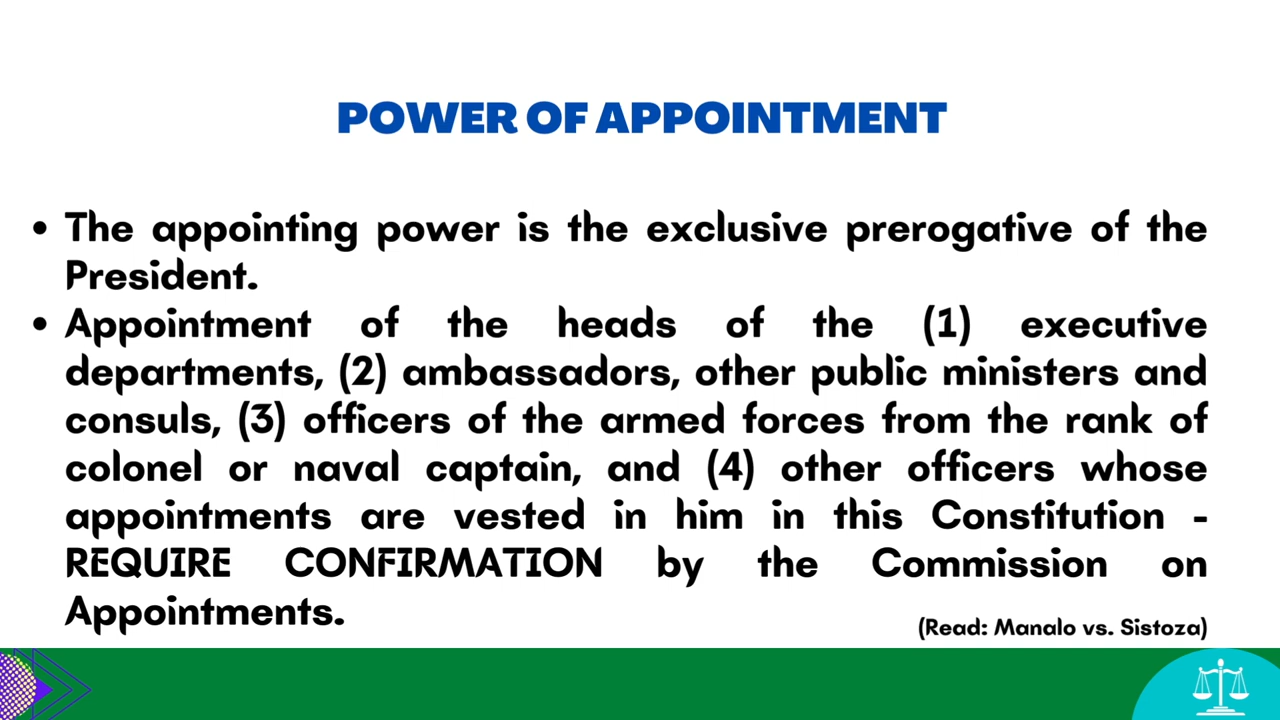 POWER OF APPOINTMENT
• The appointing power is the exclusive prerogative of the
President.
• Appointment of the heads of the (1) executive
departments, (2) ambassadors, other public ministers and
consuls, (3) officers of the armed forces from the rank of
colonel or naval captain, and (4) other officers whose
appointments are vested in him in this Constitution -
REQUIRE CONFIRMATION by the Commission on
Appointments.
(Read: Manalo vs. Sistoza)